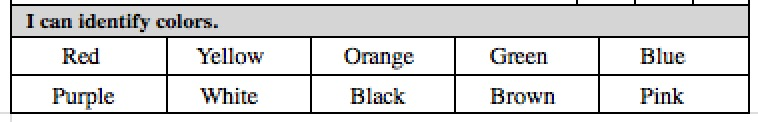 I can identify colors.
Red Yellow Orange Green Blue
Purple White Black Brown Pink